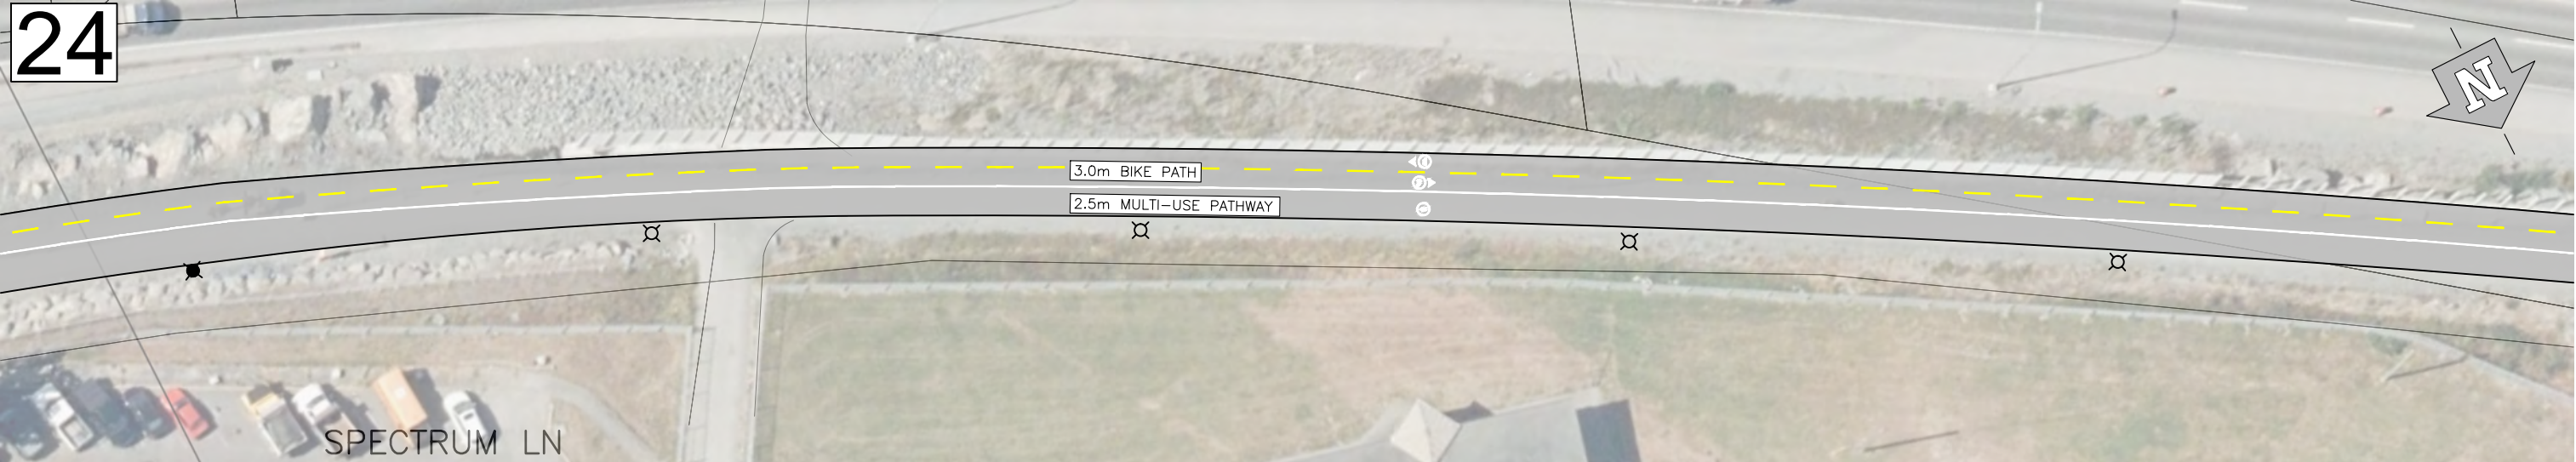 24
N
3.0m BIKE PATH
2.5m MULTI-USE PATHWAY
SPECTRUM LN